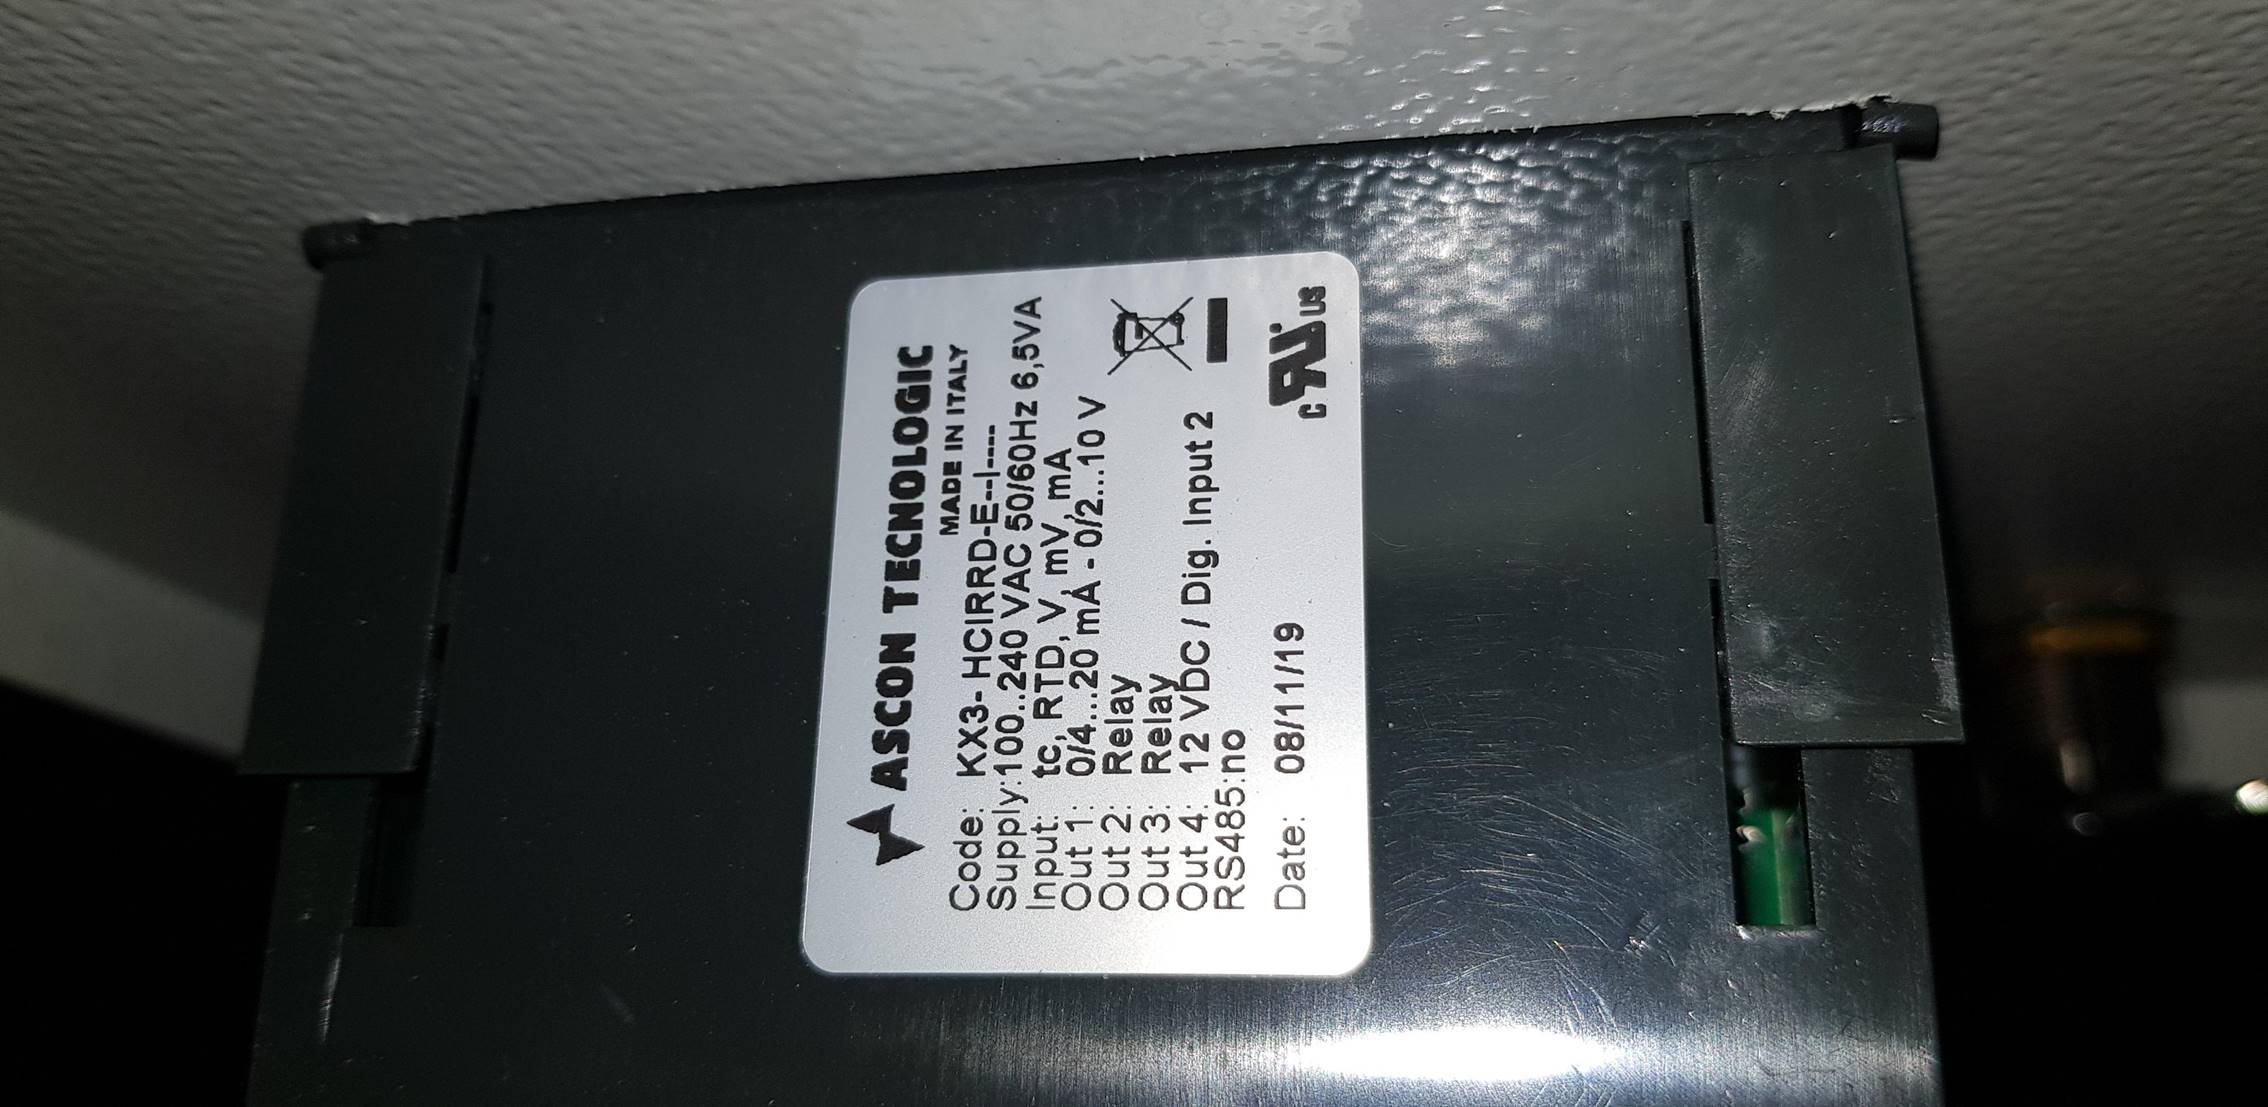 ASCON TECNOLOGIC
MADE IN ITALY
Code: KX3- HCIRRD-E--I----
Supply:100...240 VAC 50/60Hz 6,5VA
Input: tc, RTD, V, mV, mA
Out 1: 0/4....20 mA - 0/2...10 V
Out 2: Relay
Out 3: Relay
Out 4: 12 VDC / Dig. Input 2
RS485:no
Date: 08/11/19
c RU us